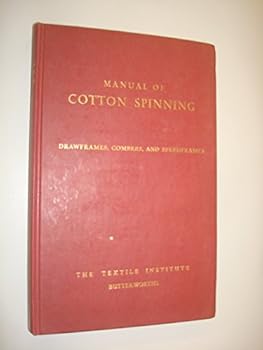 MANUAL OF
COTTON SPINNING
DRAWFRAMES, COMBERS, AND SPEEDFRAMES
THE TEXTILE INSTITUTE
BUTTERWORTHS